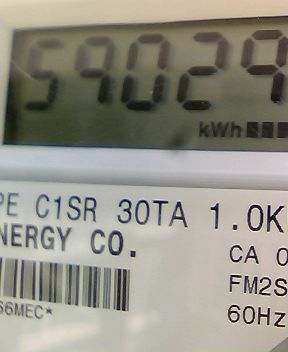 59029
kWh
PE C1SR 30TA 1.0K
NERGY CO.
CA 0
FM2S
60Hz
66MEC*